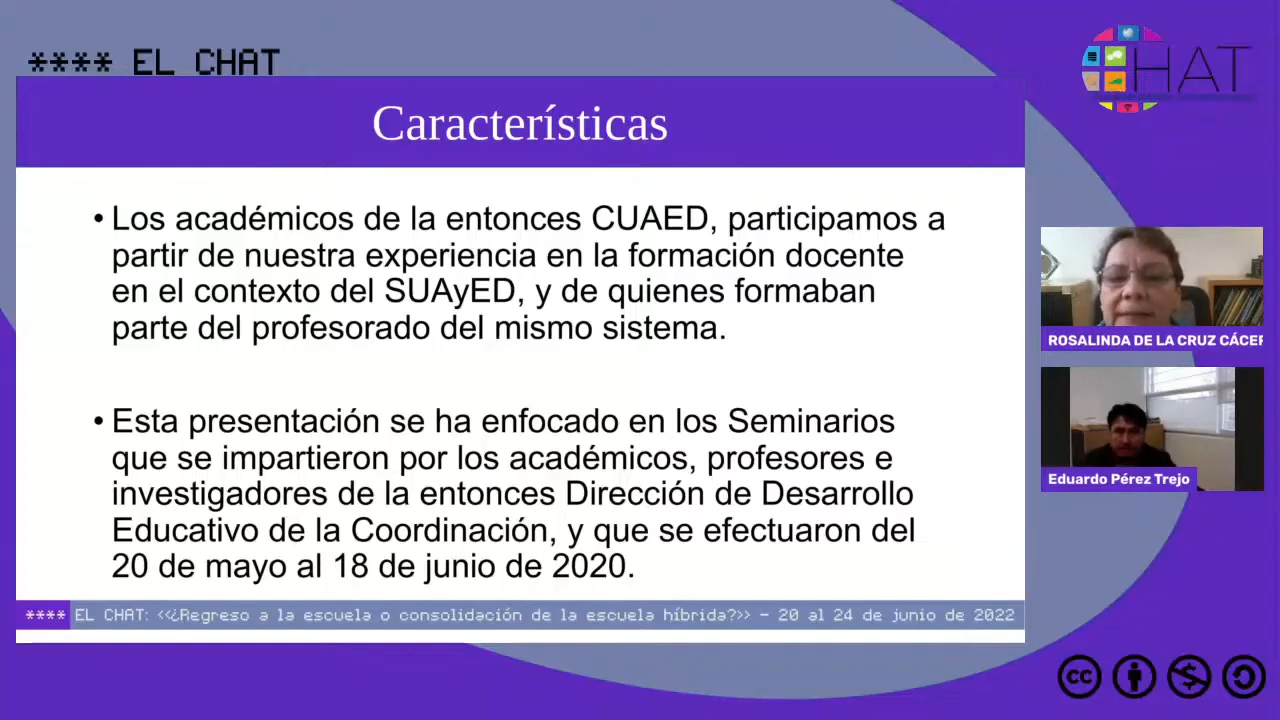 **** EL CHAT
HAT
Características
• Los académicos de la entonces CUAED, participamos a
partir de nuestra experiencia en la formación docente
en el contexto del SUAyED, y de quienes formaban
parte del profesorado del mismo sistema.
• Esta presentación se ha enfocado en los Seminarios
que se impartieron por los académicos, profesores e
investigadores de la entonces Dirección de Desarrollo
Educativo de la Coordinación, y que se efectuaron del
20 de mayo al 18 de junio de 2020.
ROSALINDA DE LA CRUZ CÁCER
Eduardo Pérez Trejo
**** EL CHAT: <<¿Regreso a la escuela o consolidación de la escuela híbrida?>> – 20 al 24 de junio de 2022
cc